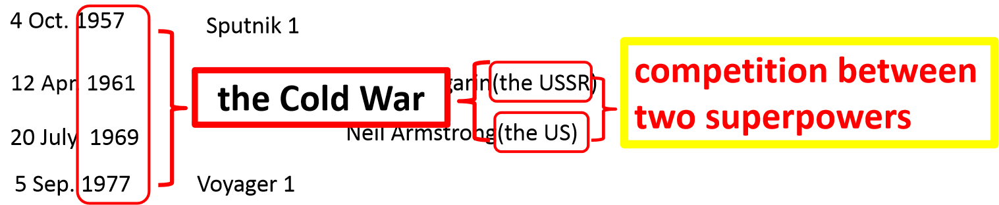 4 Oct. 1957 Sputnik 1
12 Apr. 1961 garin(the USSR)
the Cold War
20 July 1969 Neil Armstrong(the US)
5 Sep. 1977 Voyager 1
competition between
two superpowers